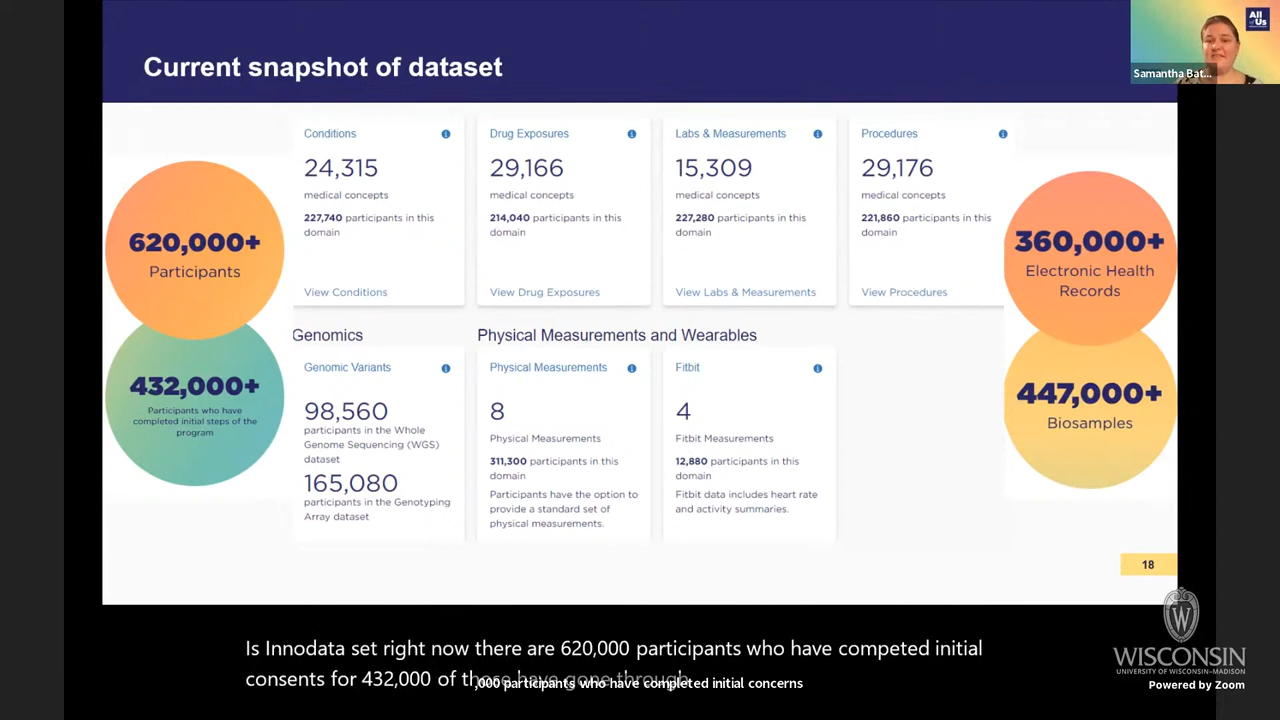 Current snapshot of dataset
All
of Us
Samantha Bat...
620,000+
Participants
432,000+
Participants who have
completed initial steps of the
program
Conditions
24,315
medical concepts
227,740 participants in this
domain
View Conditions
Drug Exposures
29,166
medical concepts
214,040 participants in this
domain
View Drug Exposures
Labs & Measurements
15,309
medical concepts
227,280 participants in this
domain
View Labs & Measurements
Procedures
29,176
medical concepts
221,860 participants in this
domain
View Procedures
Genomics
Genomic Variants
98,560
participants in the Whole
Genome Sequencing (WGS)
dataset
165,080
participants in the Genotyping
Array dataset
Physical Measurements and Wearables
Physical Measurements
8
Physical Measurements
311,300 participants in this
domain
Participants have the option to
provide a standard set of
physical measurements.
Fitbit
4
Fitbit Measurements
12,880 participants in this
domain
Fitbit data includes heart rate
and activity summaries.
360,000+
Electronic Health
Records
447,000+
Biosamples
18
Is Innodata set right now there are 620,000 participants who have competed initial
consents for 432,000 of those have gone through
,000 participants who have completed initial concerns
WISCONSIN
UNIVERSITY OF WISCONSIN–MADISON
Powered by Zoom